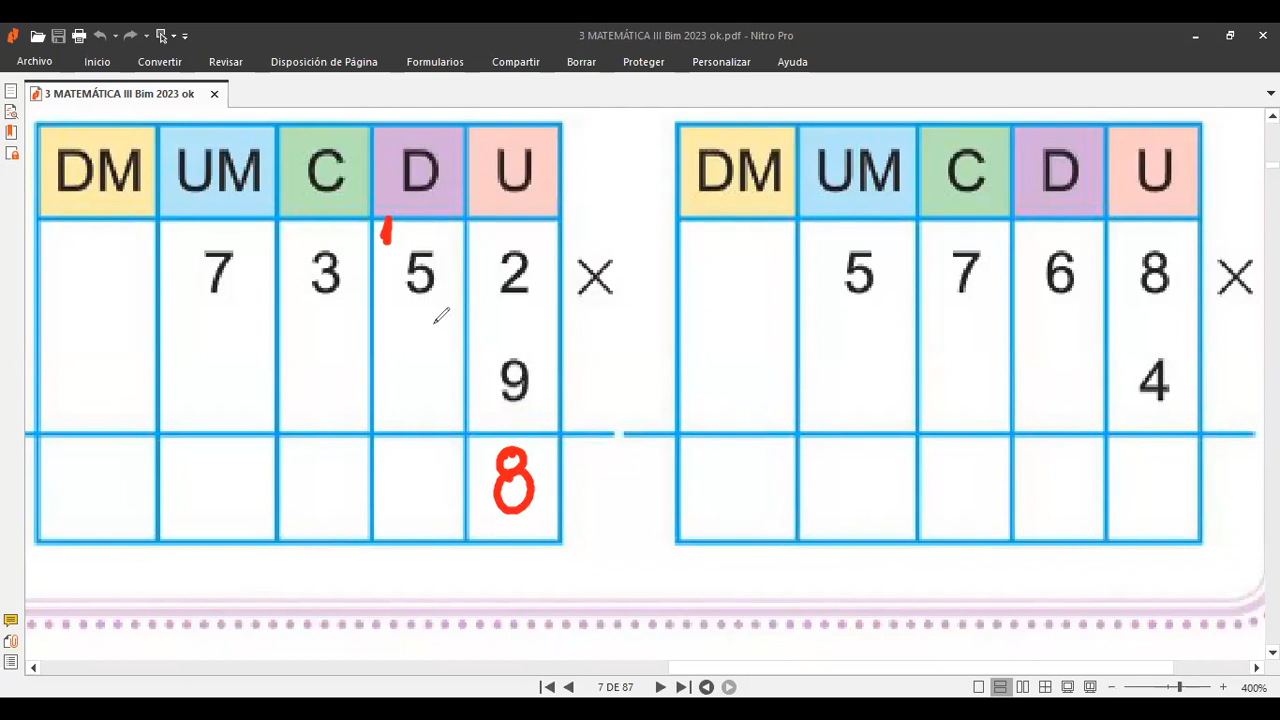 3 MATEMÁTICA III Bim 2023 ok.pdf - Nitro Pro
Archivo Inicio Convertir Revisar Disposición de Página Formularios Compartir Borrar Proteger Personalizar Ayuda
3 MATEMÁTICA III Bim 2023 ok
DM UM C D U
1
7 3 5 2 ×
9
8
DM UM C D U
5 7 6 8 ×
4
7 DE 87
400%